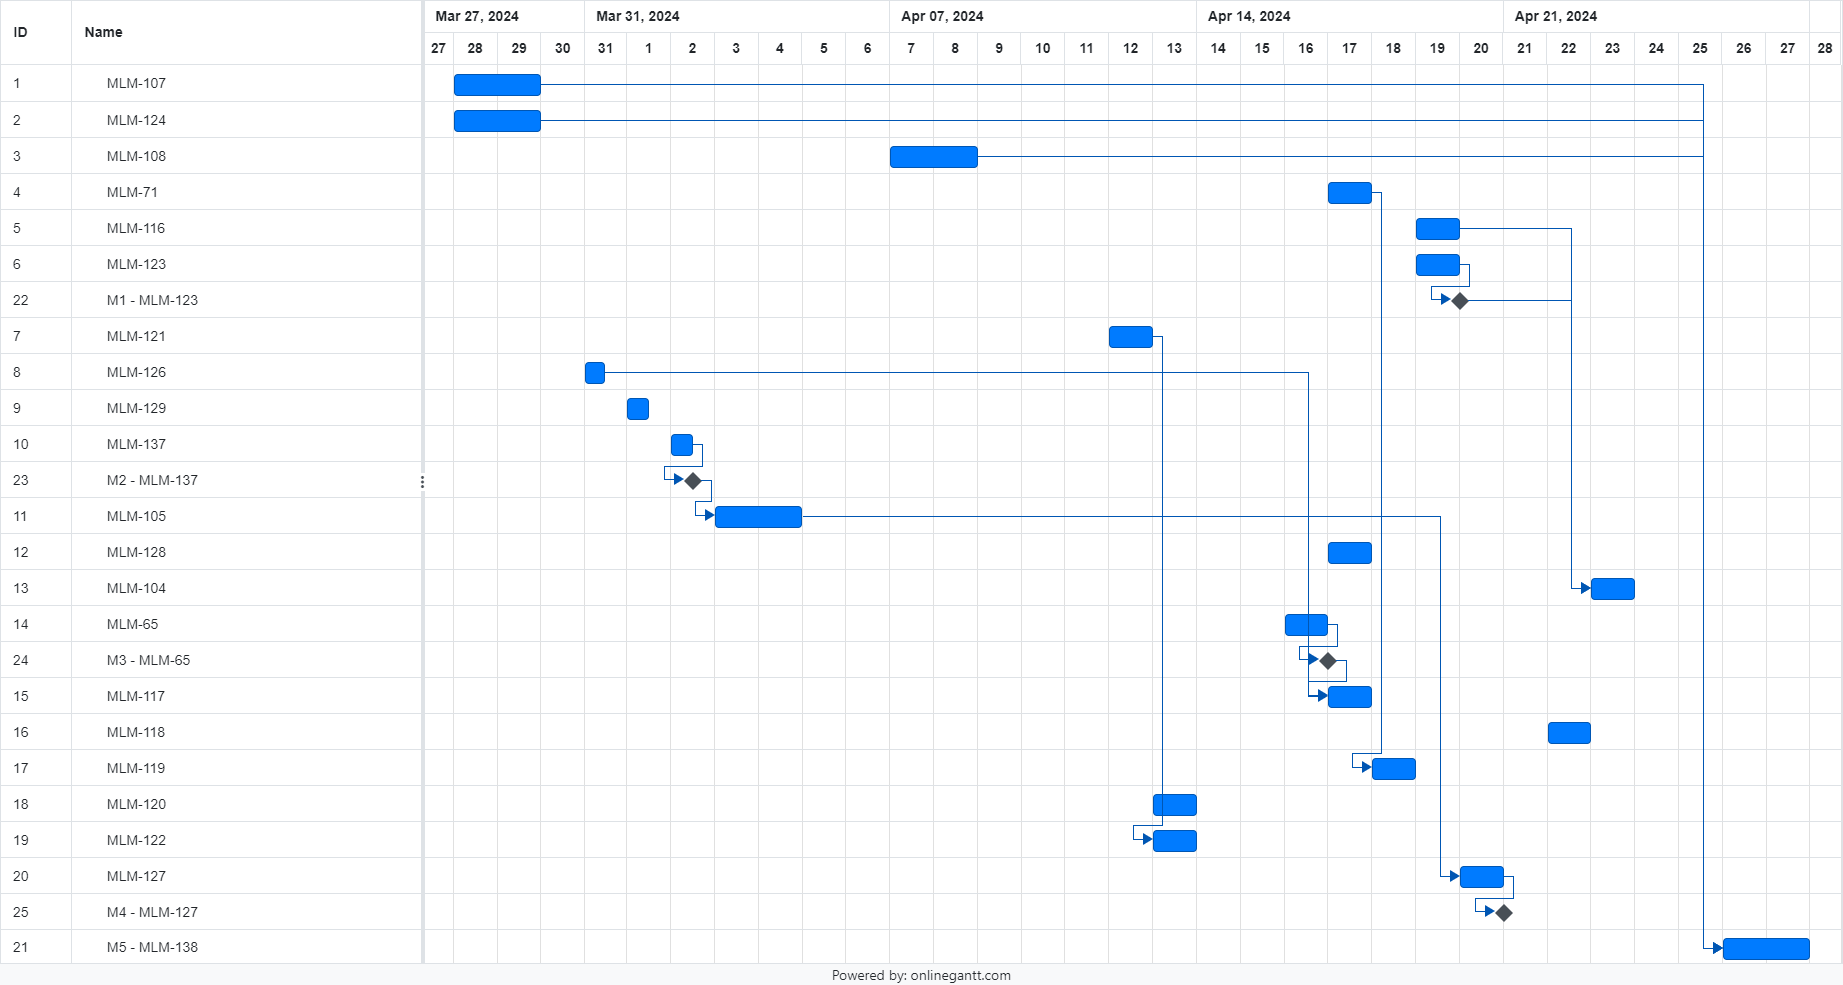 ID Name Mar 27, 2024 Mar 31, 2024 Apr 07, 2024 Apr 14, 2024 Apr 21, 2024
27 28 29 30 31 1 2 3 4 5 6 7 8 9 10 11 12 13 14 15 16 17 18 19 20 21 22 23 24 25 26 27 28
1 MLM-107
2 MLM-124
3 MLM-108
4 MLM-71
5 MLM-116
6 MLM-123
22 M1 - MLM-123
7 MLM-121
8 MLM-126
9 MLM-129
10 MLM-137
23 M2 - MLM-137
11 MLM-105
12 MLM-128
13 MLM-104
14 MLM-65
24 M3 - MLM-65
15 MLM-117
16 MLM-118
17 MLM-119
18 MLM-120
19 MLM-122
20 MLM-127
25 M4 - MLM-127
21 M5 - MLM-138
Powered by: onlinegantt.com